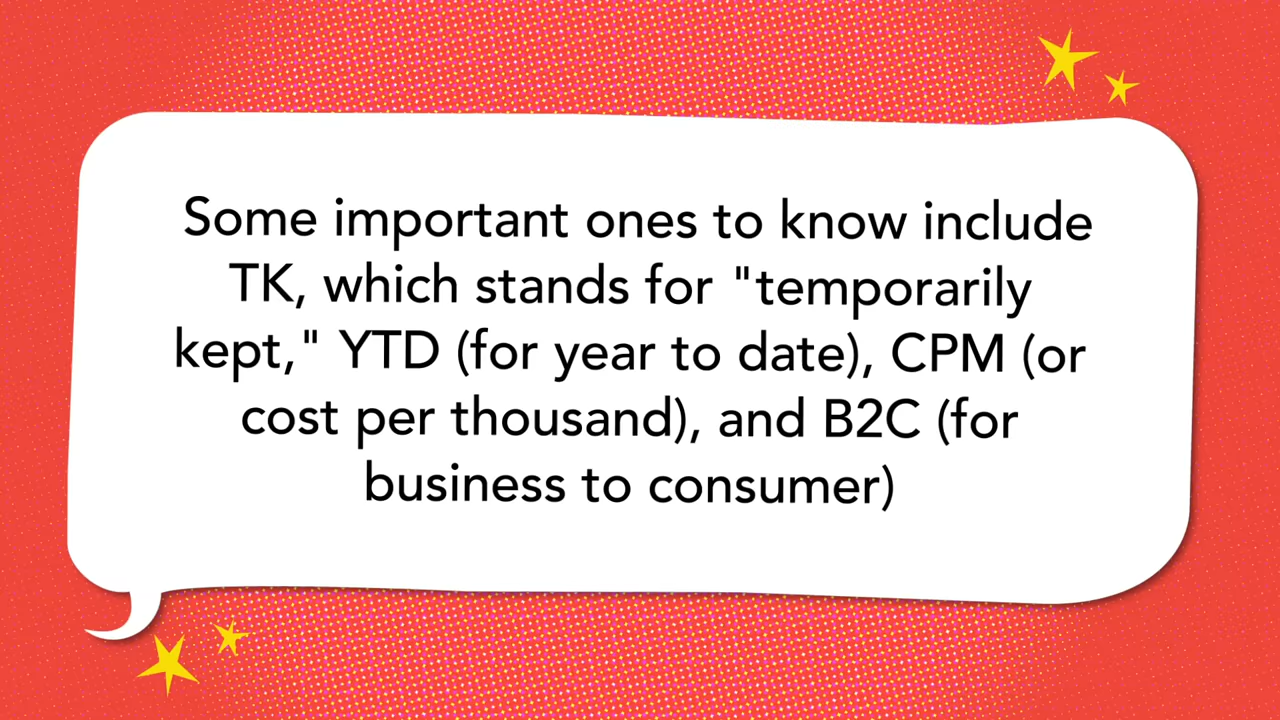 Some important ones to know include
TK, which stands for "temporarily
kept," YTD (for year to date), CPM (or
cost per thousand), and B2C (for
business to consumer)